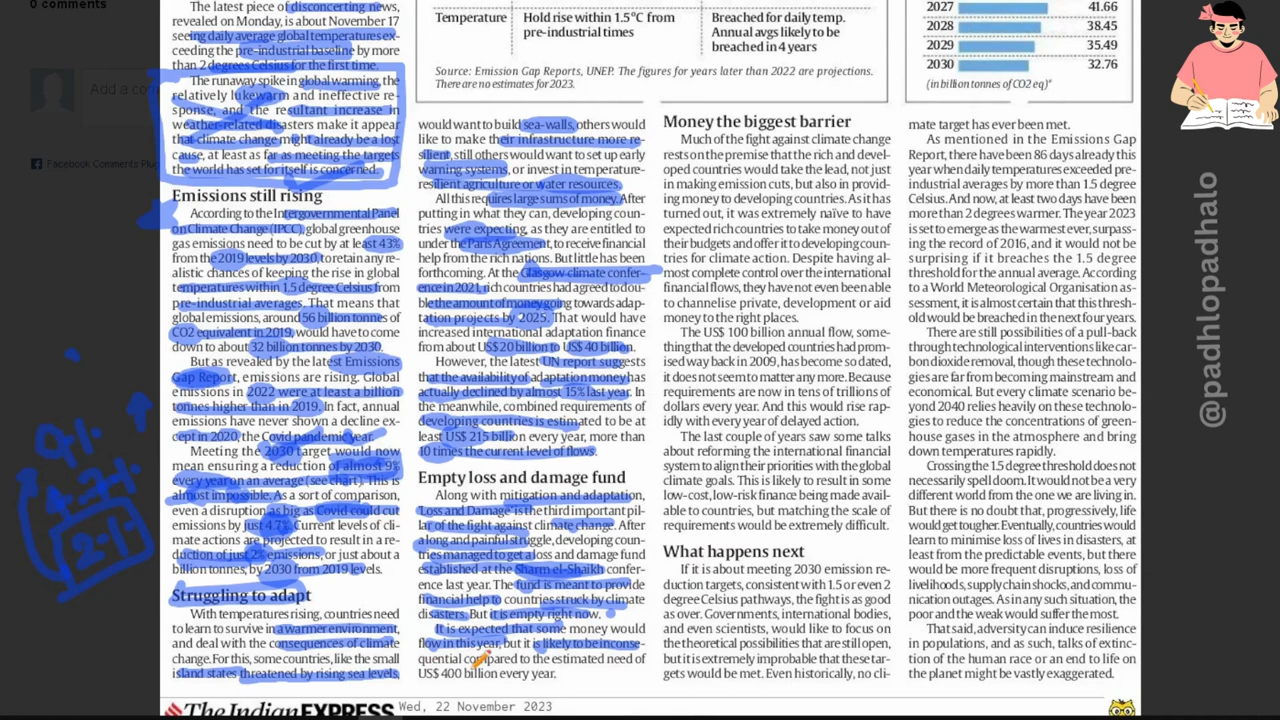 0 comments
Add a com
Facebook Comments Plug
The latest piece of disconcerting news,
revealed on Monday, is about November 17
seeing daily average global temperatures ex-
ceeding the pre-industrial baseline by more
than 2 degrees Celsius for the first time.
The runaway spike in global warming, the
relatively lukewarm and ineffective re-
sponse, and the resultant increase in
weather-related disasters make it appear
that climate change might already be a lost
cause, at least as far as meeting the targets
the world has set for itself is concerned.
Emissions still rising
According to the Intergovernmental Panel
on Climate Change (IPCC), global greenhouse
gas emissions need to be cut by at least 43%
from the 2019 levels by 2030, to retain any re-
alistic chances of keeping the rise in global
temperatures within 1.5 degree Celsius from
pre-industrial averages. That means that
global emissions, around 56 billion tonnes of
CO2 equivalent in 2019, would have to come
down to about 32 billion tonnes by 2030.
But as revealed by the latest Emissions
Gap Report, emissions are rising. Global
emissions in 2022 were at least a billion
tonnes higher than in 2019. In fact, annual
emissions have never shown a decline ex-
cept in 2020, the Covid pandemic year.
Meeting the 2030 target would now
mean ensuring a reduction of almost 9%
every year on an average (see chart). This is
almost impossible. As a sort of comparison,
even a disruption as big as Covid could cut
emissions by just 4.7%. Current levels of cli-
mate actions are projected to result in a re-
duction of just 2% emissions, or just about a
billion tonnes, by 2030 from 2019 levels.
Struggling to adapt
With temperatures rising, countries need
to learn to survive in a warmer environment,
and deal with the consequences of climate
change. For this, some countries, like the small
island states threatened by rising sea levels,
Temperature Hold rise within 1.5°C from Breached for daily temp.
pre-industrial times Annual avgs likely to be
breached in 4 years
Source: Emission Gap Reports, UNEP. The figures for years later than 2022 are projections.
There are no estimates for 2023.
2027 41.66
2028 38.45
2029 35.49
2030 32.76
(in billion tonnes of CO2 eq)*
would want to build sea-walls, others would
like to make their infrastructure more re-
silient, still others would want to set up early
warning systems, or invest in temperature-
resilient agriculture or water resources.
All this requires large sums of money. After
putting in what they can, developing coun-
tries were expecting, as they are entitled to
under the Paris Agreement, to receive financial
help from the rich nations. But little has been
forthcoming. At the Glasgow climate confer-
ence in 2021, rich countries had agreed to dou-
ble the amount of money going towards adap-
tation projects by 2025. That would have
increased international adaptation finance
from about US$ 20 billion to US$ 40 billion.
However, the latest UN report suggests
that the availability of adaptation money has
actually declined by almost 15% last year. In
the meanwhile, combined requirements of
developing countries is estimated to be at
least US$ 215 billion every year, more than
10 times the current level of flows.
Empty loss and damage fund
Along with mitigation and adaptation,
'Loss and Damage' is the third important pil-
lar of the fight against climate change. After
a long and painful struggle, developing coun-
tries managed to get a loss and damage fund
established at the Sharm el-Shaikh confer-
ence last year. The fund is meant to provide
financial help to countries struck by climate
disasters. But it is empty right now.
It is expected that some money would
flow in this year, but it is likely to be inconse-
quential compared to the estimated need of
US$ 400 billion every year.
Money the biggest barrier
Much of the fight against climate change
rests on the premise that the rich and devel-
oped countries would take the lead, not just
in making emission cuts, but also in provid-
ing money to developing countries. As it has
turned out, it was extremely naïve to have
expected rich countries to take money out of
their budgets and offer it to developing coun-
tries for climate action. Despite having al-
most complete control over the international
financial flows, they have not even been able
to channelise private, development or aid
money to the right places.
The US$ 100 billion annual flow, some-
thing that the developed countries had prom-
ised way back in 2009, has become so dated,
it does not seem to matter any more. Because
requirements are now in tens of trillions of
dollars every year. And this would rise rap-
idly with every year of delayed action.
The last couple of years saw some talks
about reforming the international financial
system to align their priorities with the global
climate goals. This is likely to result in some
low-cost, low-risk finance being made avail-
able to countries, but matching the scale of
requirements would be extremely difficult.
What happens next
If it is about meeting 2030 emission re-
duction targets, consistent with 1.5 or even 2
degree Celsius pathways, the fight is as good
as over. Governments, international bodies,
and even scientists, would like to focus on
the theoretical possibilities that are still open,
but it is extremely improbable that these tar-
gets would be met. Even historically, no cli-
mate target has ever been met.
As mentioned in the Emissions Gap
Report, there have been 86 days already this
year when daily temperatures exceeded pre-
industrial averages by more than 1.5 degree
Celsius. And now, at least two days have been
more than 2 degrees warmer. The year 2023
is set to emerge as the warmest ever, surpass-
ing the record of 2016, and it would not be
surprising if it breaches the 1.5 degree
threshold for the annual average. According
to a World Meteorological Organisation as-
sessment, it is almost certain that this thresh-
old would be breached in the next four years.
There are still possibilities of a pull-back
through technological interventions like car-
bon dioxide removal, though these technolo-
gies are far from becoming mainstream and
economical. But every climate scenario be-
yond 2040 relies heavily on these technolo-
gies to reduce the concentrations of green-
house gases in the atmosphere and bring
down temperatures rapidly.
Crossing the 1.5 degree threshold does not
necessarily spell doom. It would not be a very
different world from the one we are living in.
But there is no doubt that, progressively, life
would get tougher. Eventually, countries would
learn to minimise loss of lives in disasters, at
least from the predictable events, but there
would be more frequent disruptions, loss of
livelihoods, supply chain shocks, and commu-
nication outages. As in any such situation, the
poor and the weak would suffer the most.
That said, adversity can induce resilience
in populations, and as such, talks of extinc-
tion of the human race or an end to life on
the planet might be vastly exaggerated.
The Indian EXPRESS
Wed, 22 November 2023
@padhlopadhalo
9%